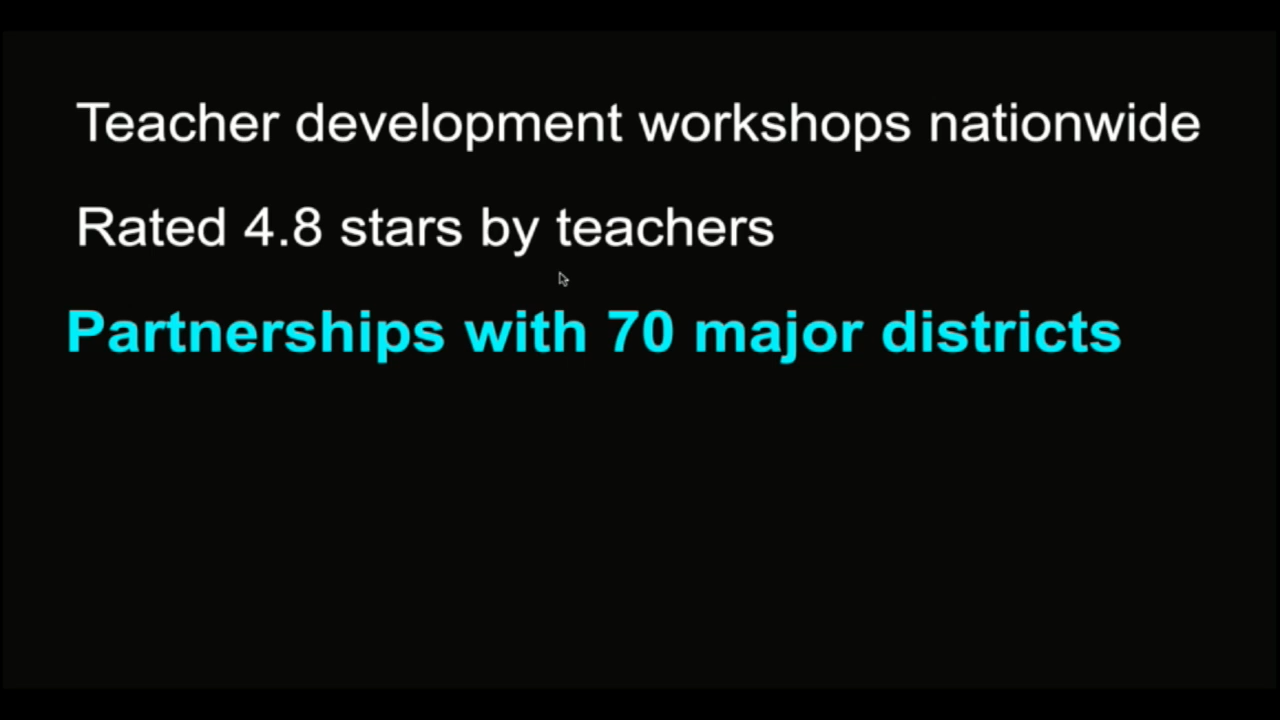 Teacher development workshops nationwide
Rated 4.8 stars by teachers
Partnerships with 70 major districts